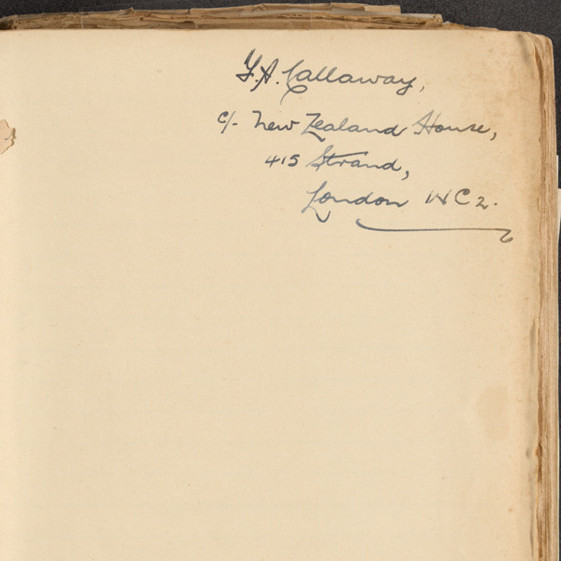 F.A. Callaway,
c/- New Zealand House,
415 Strand,
London WC2.